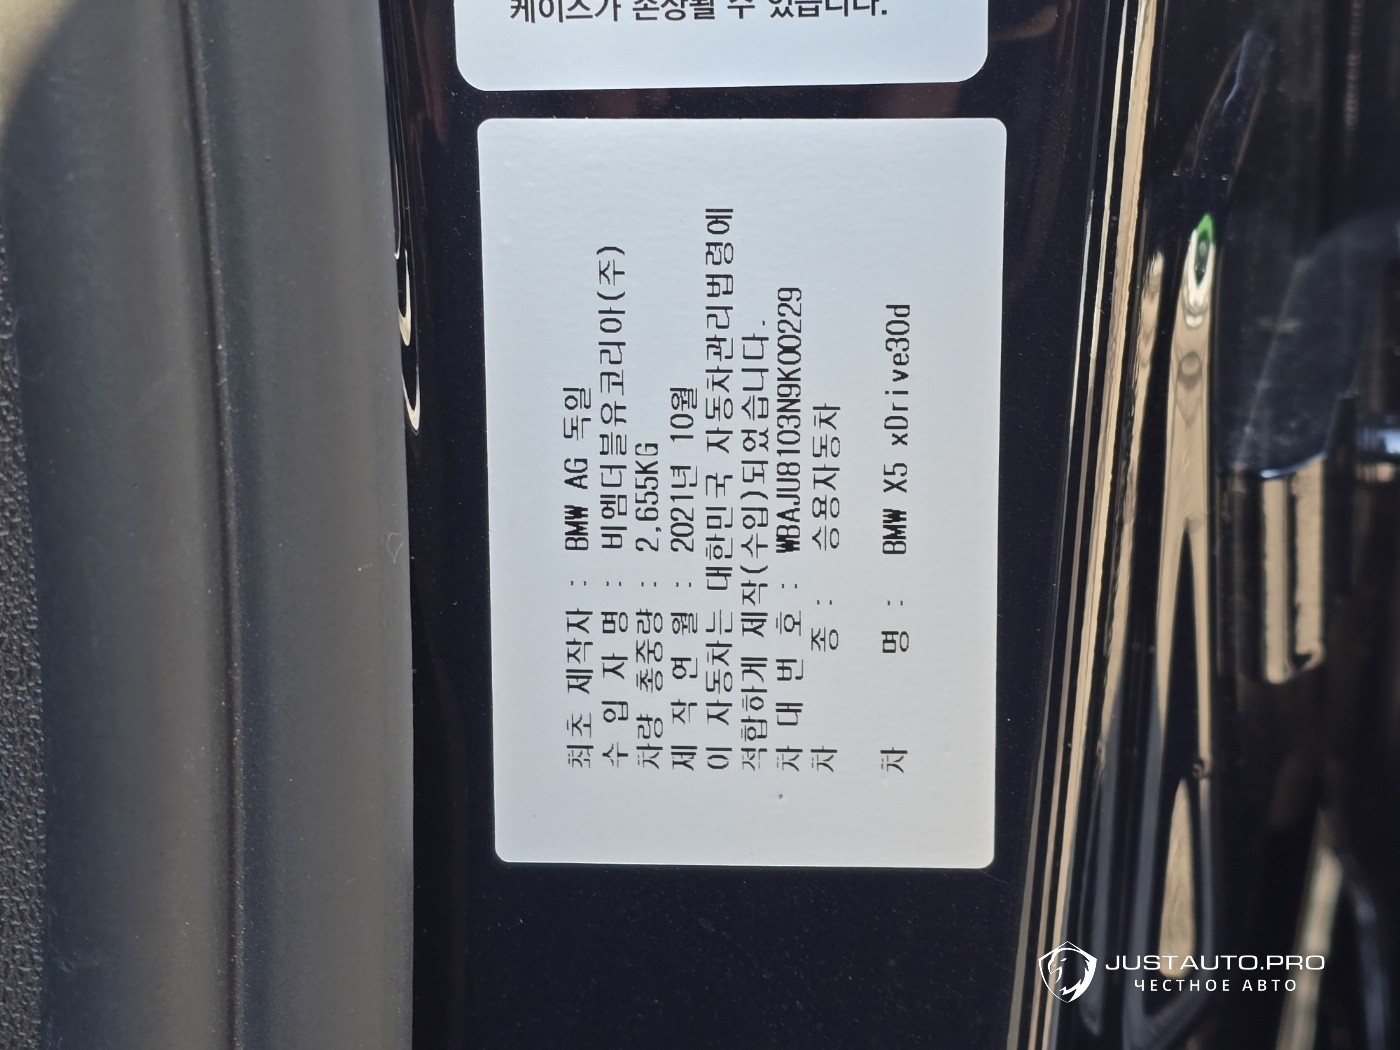 케이스가 손상될 수 있습니다.
최초 제작자 : BMW AG 독일
수 입 자 명 : 비엠더블유코리아(주)
차량 총중량 : 2,655KG
제 작 연 월 : 2021년 10월
이 자동차는 대한민국 자동차관리법령에
적합하게 제작(수입)되었습니다.
차 대 번 호 : WBAJU8103N9K00229
차 종 : 승용자동차
차 명 : BMW X5 xDrive30d
JUSTAUTO.PRO
ЧЕСТНОЕ АВТО